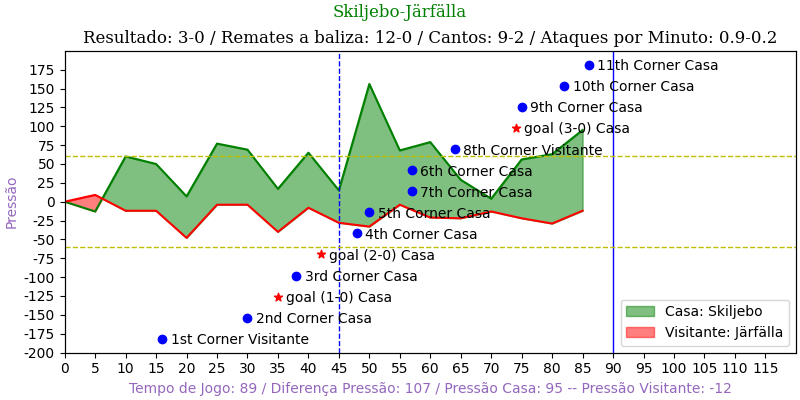 Skiljebo-Järfälla
Resultado: 3-0 / Remates a baliza: 12-0 / Cantos: 9-2 / Ataques por Minuto: 0.9-0.2
Pressão
175
150
125
100
75
50
25
0
-25
-50
-75
-100
-125
-150
-175
-200
11th Corner Casa
10th Corner Casa
9th Corner Casa
goal (3-0) Casa
8th Corner Visitante
6th Corner Casa
7th Corner Casa
5th Corner Casa
4th Corner Casa
goal (2-0) Casa
3rd Corner Casa
goal (1-0) Casa
2nd Corner Casa
1st Corner Visitante
Casa: Skiljebo
Visitante: Järfälla
0 5 10 15 20 25 30 35 40 45 50 55 60 65 70 75 80 85 90 95 100 105 110 115
Tempo de Jogo: 89 / Diferença Pressão: 107 / Pressão Casa: 95 -- Pressão Visitante: -12